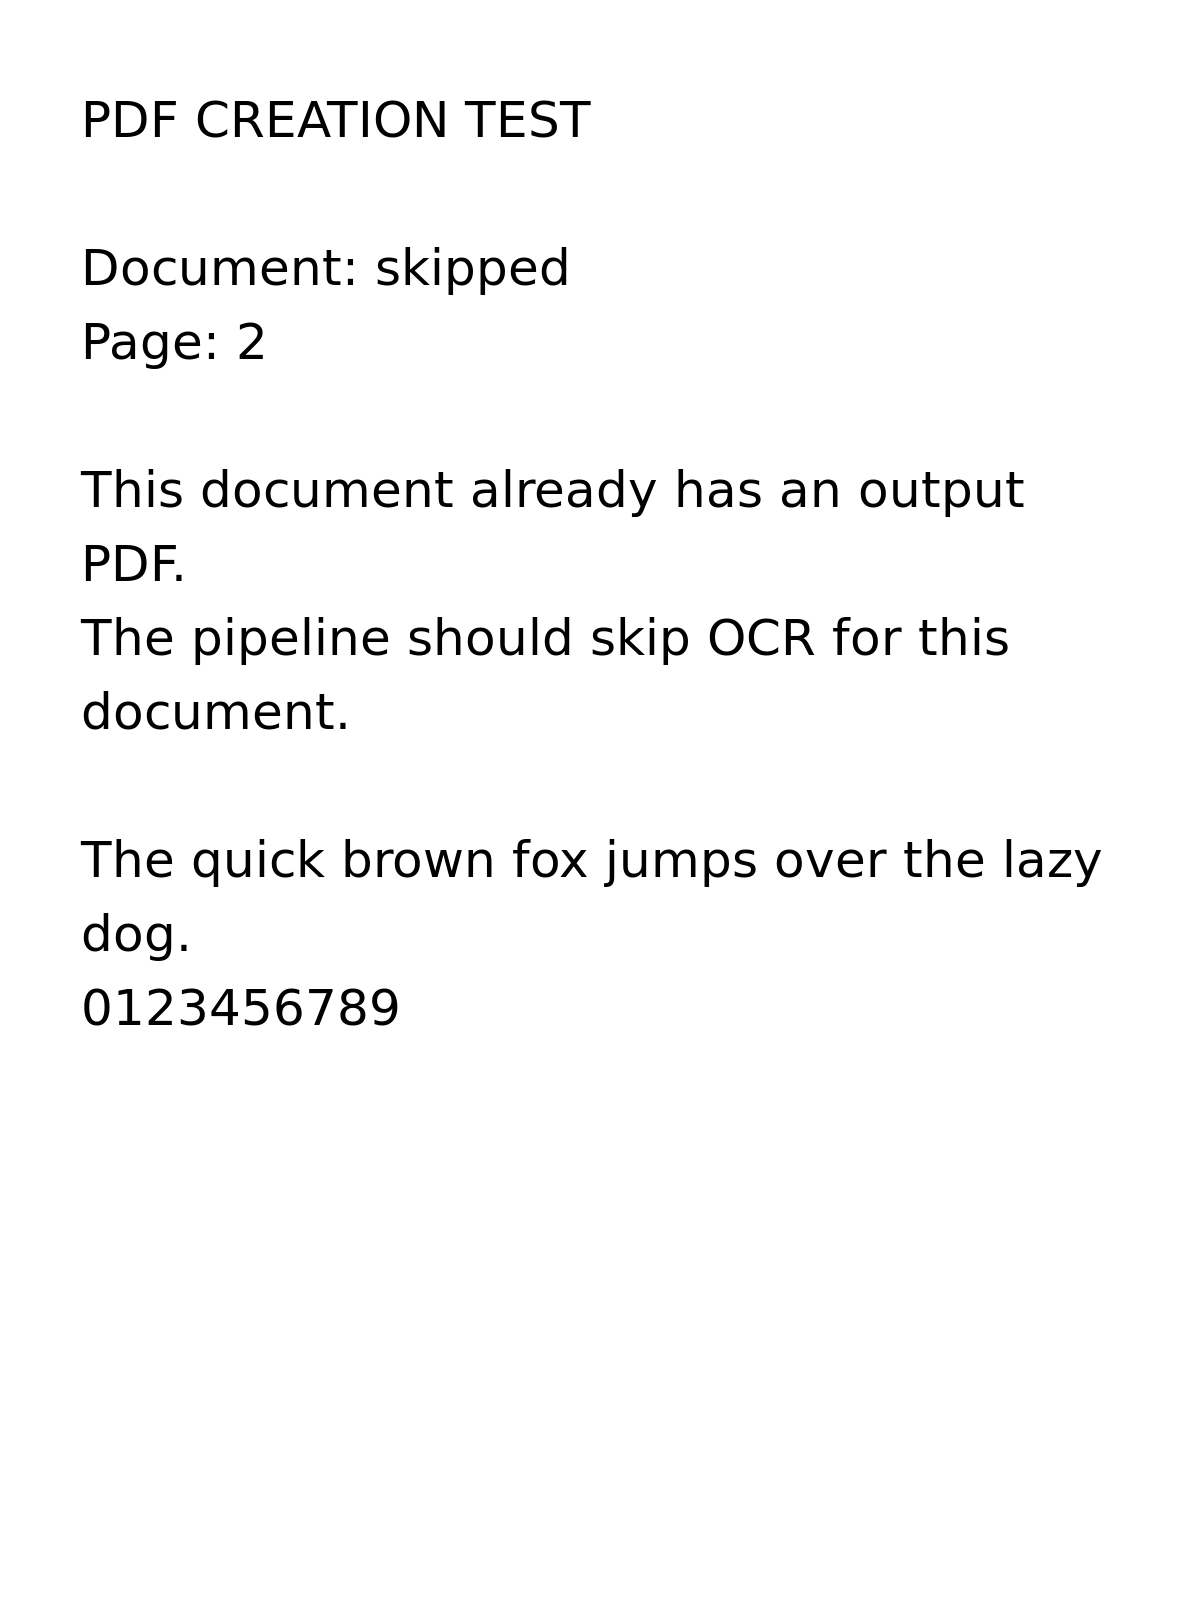 PDF CREATION TEST
Document: skipped
Page: 2
This document already has an output
PDF.
The pipeline should skip OCR for this
document.
The quick brown fox jumps over the lazy
dog.
0123456789